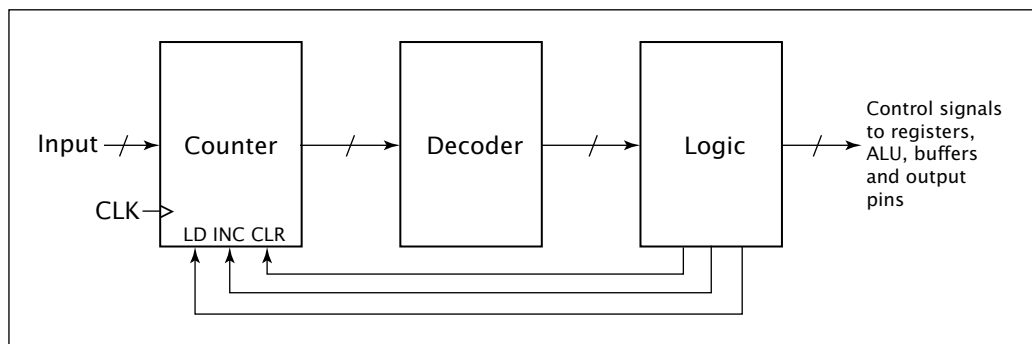 Input
CLK
Counter
LD INC CLR
Decoder
Logic
Control signals
to registers,
ALU, buffers
and output
pins